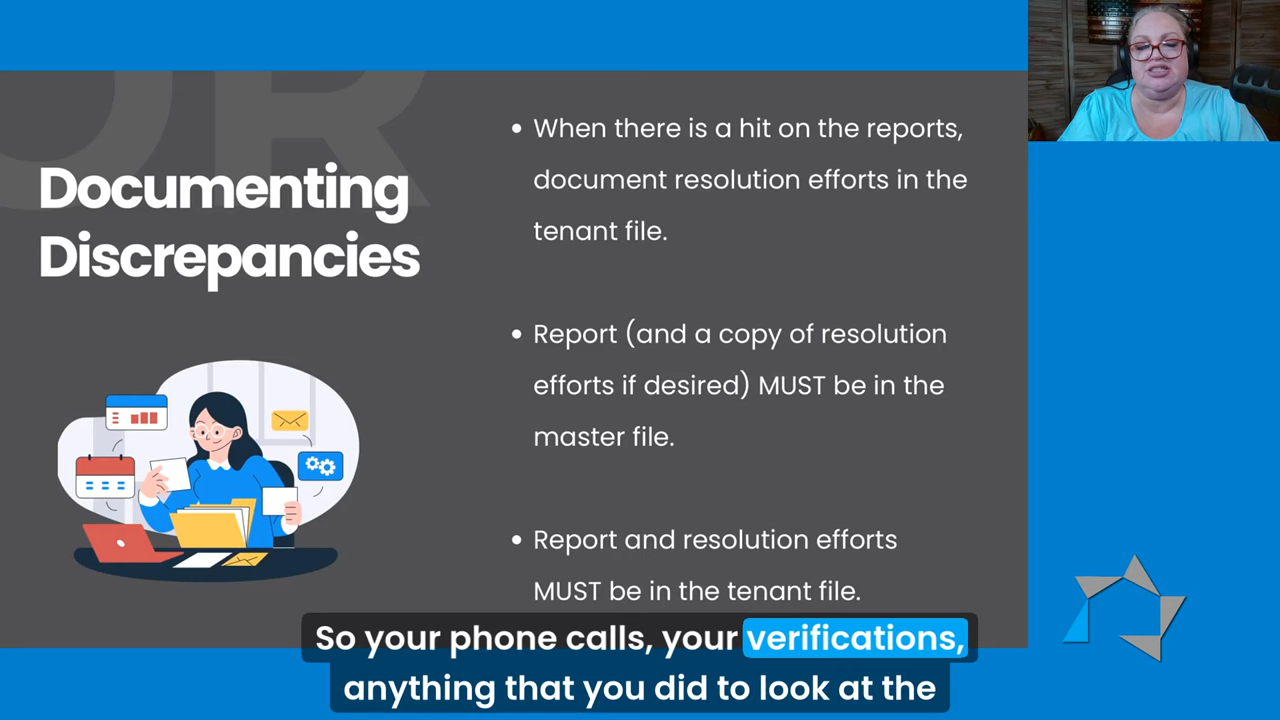 OR
Documenting
Discrepancies
• When there is a hit on the reports,
document resolution efforts in the
tenant file.
• Report (and a copy of resolution
efforts if desired) MUST be in the
master file.
• Report and resolution efforts
MUST be in the tenant file.
So your phone calls, your verifications,
anything that you did to look at the